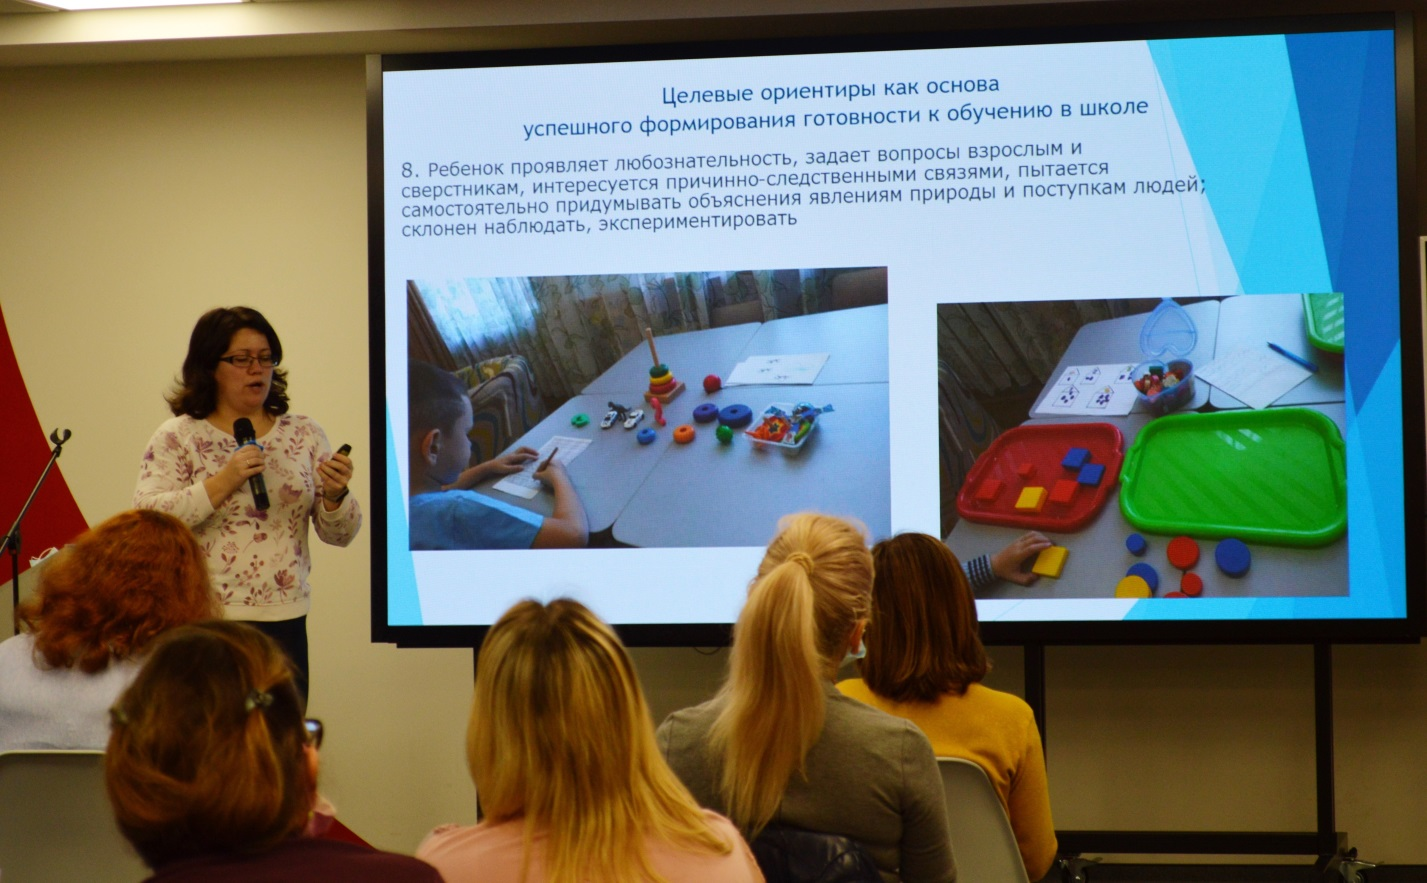 Целевые ориентиры как основа
успешного формирования готовности к обучению в школе
8. Ребенок проявляет любознательность, задает вопросы взрослым и
сверстникам, интересуется причинно-следственными связями, пытается
самостоятельно придумывать объяснения явлениям природы и поступкам людей;
склонен наблюдать, экспериментировать